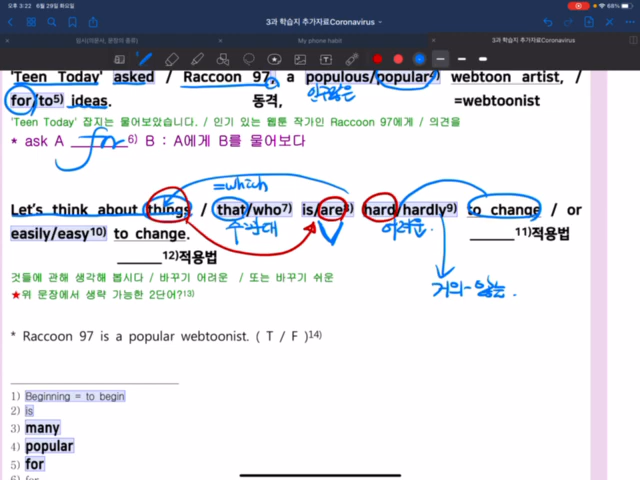 오후 3:22 6월 29일 화요일
3과 학습지 추가자료Coronavirus
임시(의문사, 문장의 종류)
My phone habit
3과 학습지 추가자료Coronavirus
'Teen Today' asked / Raccoon 97, a populous/popular4) webtoon artist, /
인구많은
for/to5) ideas. 동격, =webtoonist
'Teen Today' 잡지는 물어보았습니다. / 인기 있는 웹툰 작가인 Raccoon 97에게 / 의견을
★ ask A for 6) B : A에게 B를 물어보다
=which
Let's think about things / that/who7) is/are8) hard/hardly9) to change / or
주관대 어려운
easily/easy10) to change. 11)적용법
12)적용법
것들에 관해 생각해 봅시다 / 바꾸기 어려운 / 또는 바꾸기 쉬운
거의-않는.
★위 문장에서 생략 가능한 2단어?13)
* Raccoon 97 is a popular webtoonist. ( T / F )14)
1) Beginning = to begin
2) is
3) many
4) popular
5) for
6) for